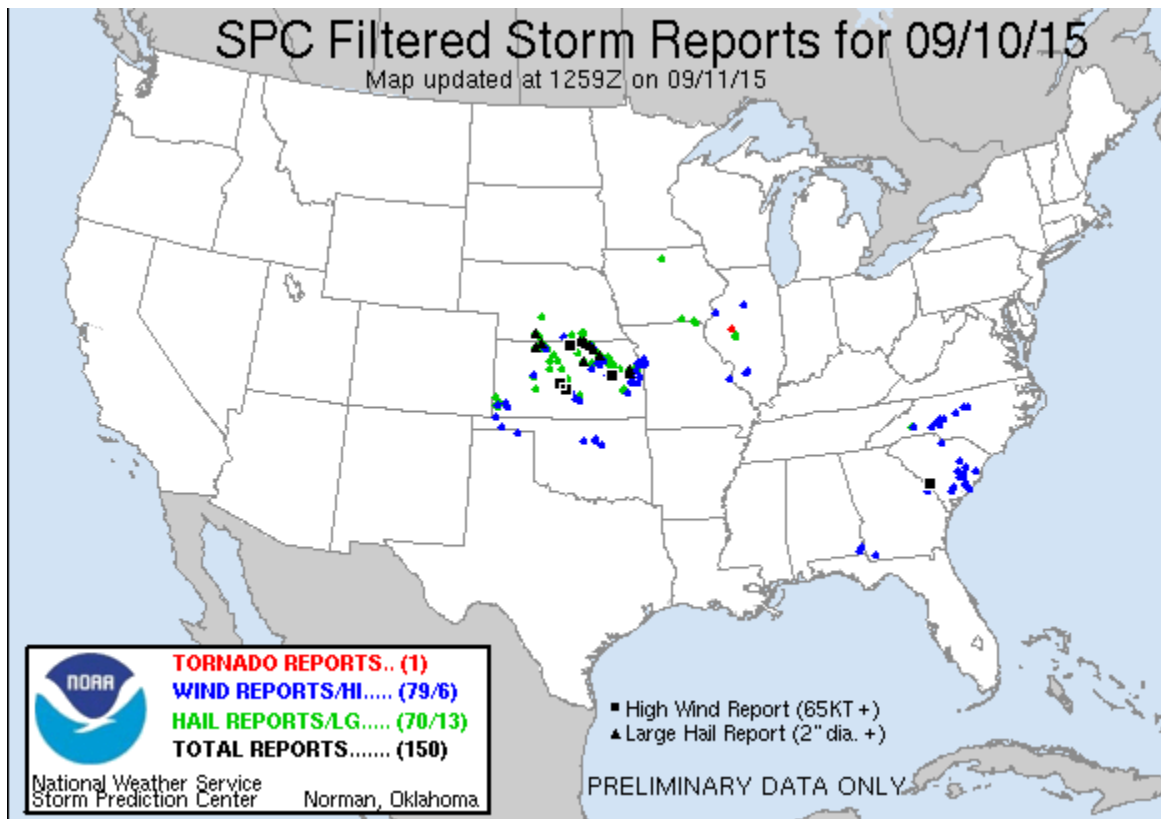 SPC Filtered Storm Reports for 09/10/15
Map updated at 1259Z on 09/11/15
NOAA
TORNADO REPORTS.. (1)
WIND REPORTS/HI..... (79/6)
HAIL REPORTS/LG..... (70/13)
TOTAL REPORTS....... (150)
National Weather Service
Storm Prediction Center Norman, Oklahoma
High Wind Report (65KT +)
Large Hail Report (2" dia. +)
PRELIMINARY DATA ONLY